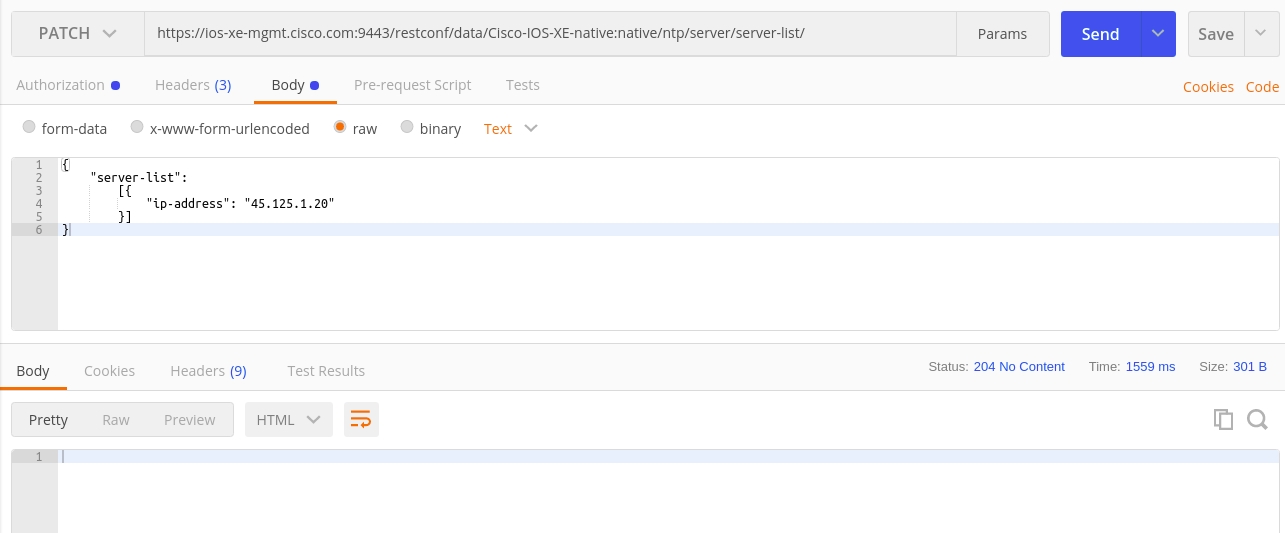 PATCH https://ios-xe-mgmt.cisco.com:9443/restconf/data/Cisco-IOS-XE-native:native/ntp/server/server-list/ Params Send Save
Authorization Headers (3) Body Pre-request Script Tests Cookies Code
form-data x-www-form-urlencoded raw binary Text
1 {
2 "server-list":
3 [{
4 "ip-address": "45.125.1.20"
5 }]
6 }
Body Cookies Headers (9) Test Results Status: 204 No Content Time: 1559 ms Size: 301 B
Pretty Raw Preview HTML
1